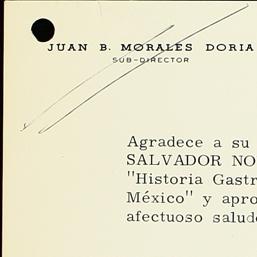 JUAN B. MORALES DORIA
SUB-DIRECTOR
Agradece a su
SALVADOR NO
"Historia Gastr
México" y apro
afectuoso salud